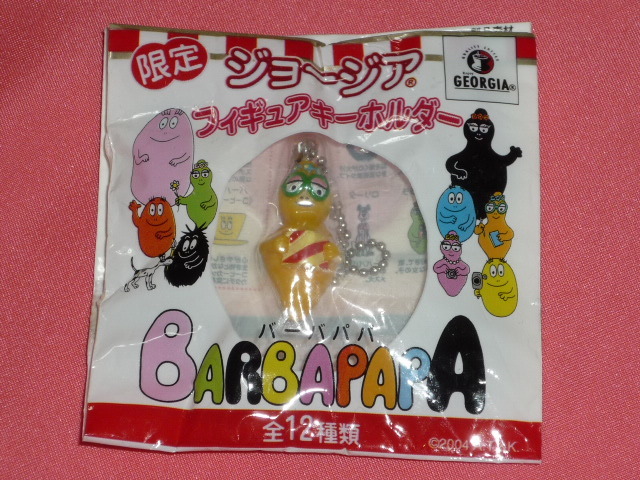 限定
ジョージア®
フィギュアキーホルダー
GEORGIA®
バーバパパ
BARBAPAPA
全12種類